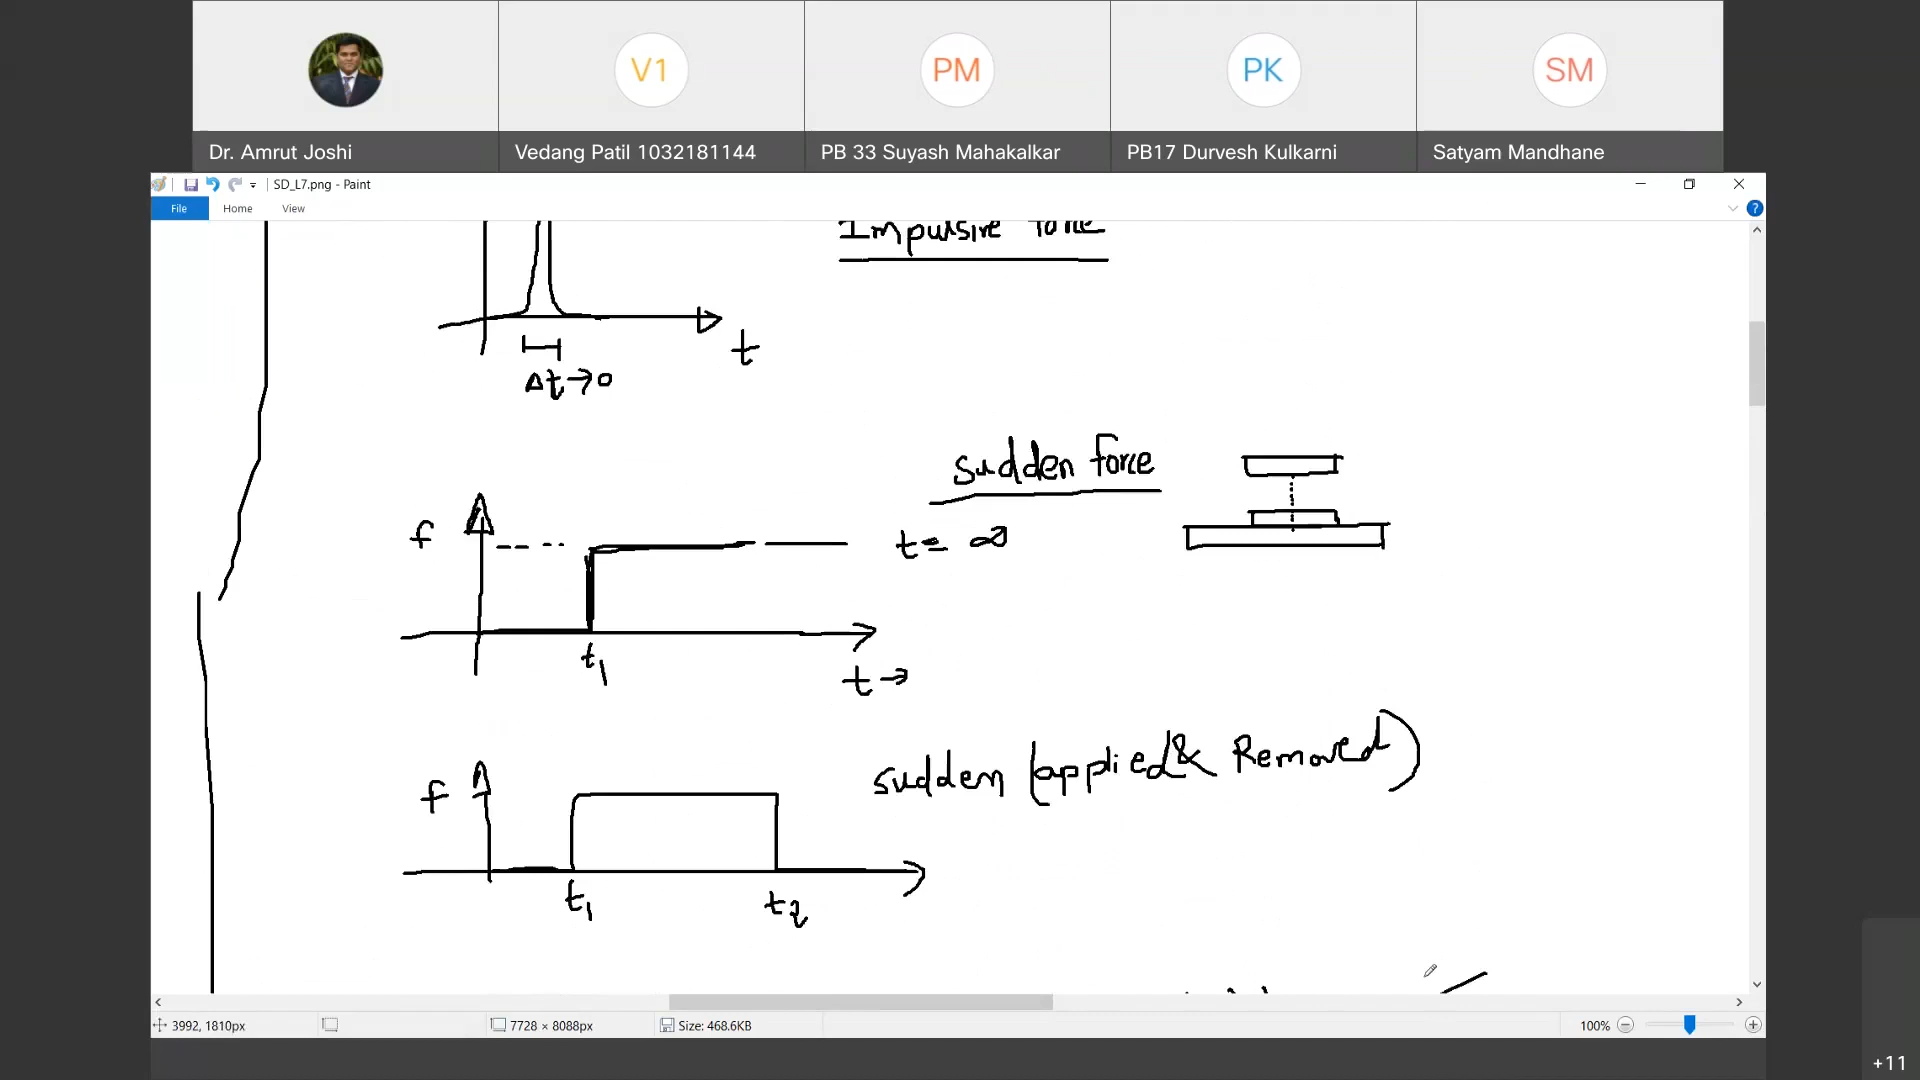 V1
PM
PK
SM
Dr. Amrut Joshi
Vedang Patil 1032181144
PB 33 Suyash Mahakalkar
PB17 Durvesh Kulkarni
Satyam Mandhane
SD_L7.png - Paint
File
Home
View
?
Impulsive force
t
Δt→0
sudden force
f
t = ∞
t1
t→
sudden (applied & Removed)
f
t1
t2
3992, 1810px
7728 × 8088px
Size: 468.6KB
100%
+11